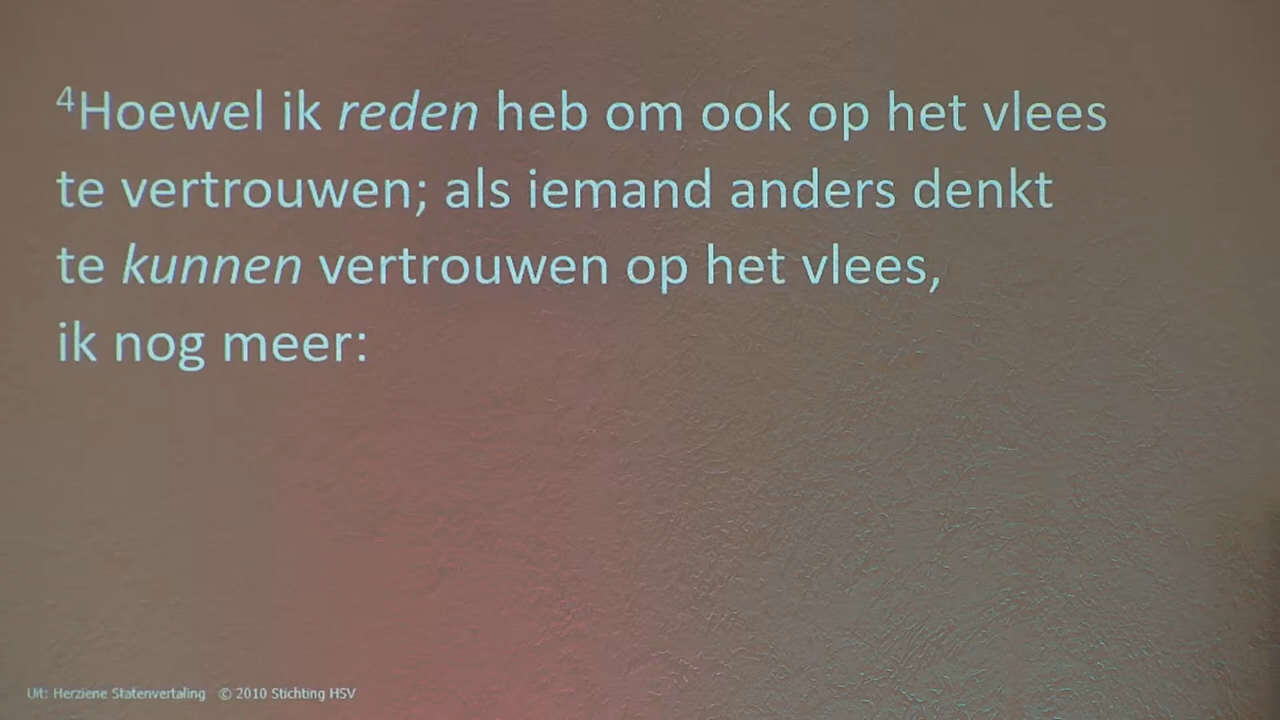 ⁴Hoewel ik reden heb om ook op het vlees
te vertrouwen; als iemand anders denkt
te kunnen vertrouwen op het vlees,
ik nog meer:
Uit: Herziene Statenvertaling © 2010 Stichting HSV